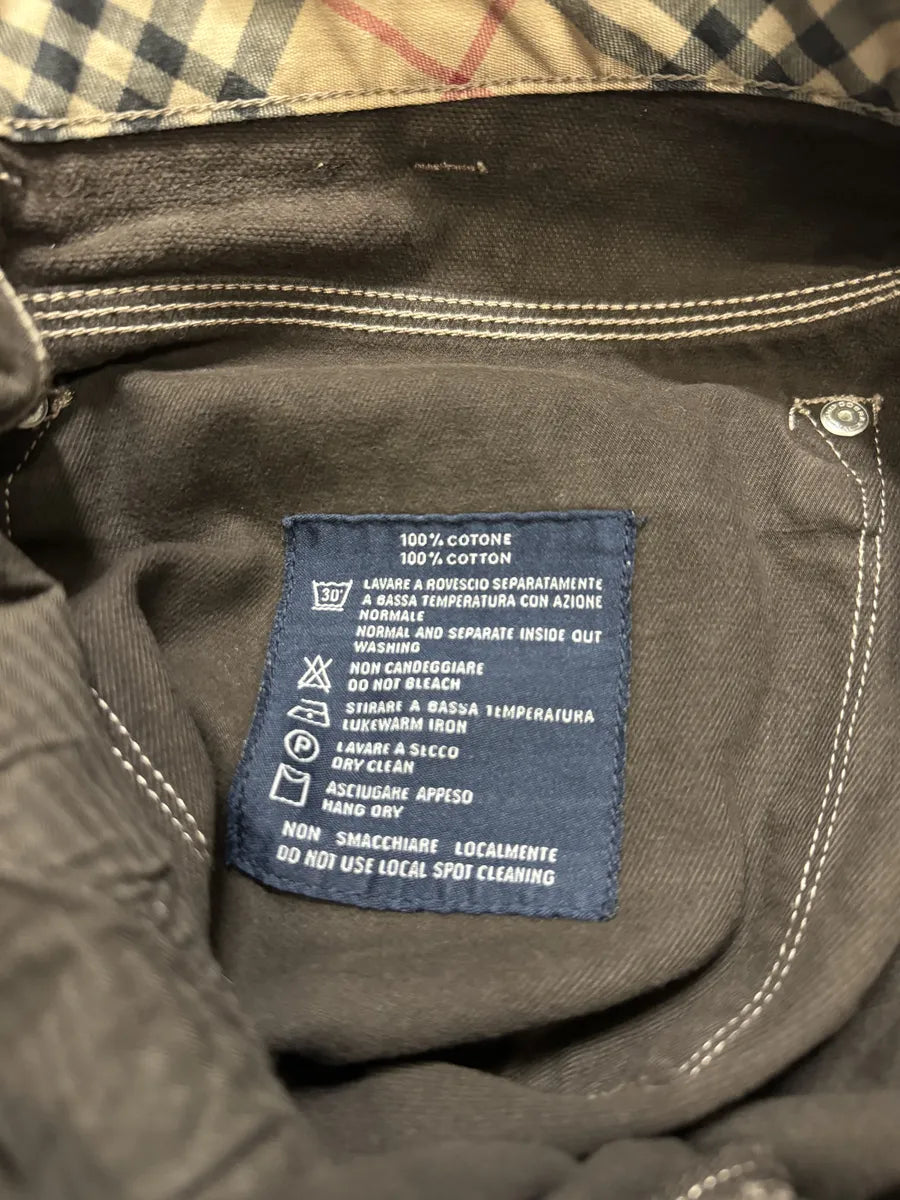 100% COTONE
100% COTTON
30°
LAVARE A ROVESCIO SEPARATAMENTE
A BASSA TEMPERATURA CON AZIONE
NORMALE
NORMAL AND SEPARATE INSIDE OUT
WASHING
NON CANDEGGIARE
DO NOT BLEACH
STIRARE A BASSA TEMPERATURA
LUKEWARM IRON
P
LAVARE A SECCO
DRY CLEAN
ASCIUGARE APPESO
HANG DRY
NON SMACCHIARE LOCALMENTE
DO NOT USE LOCAL SPOT CLEANING